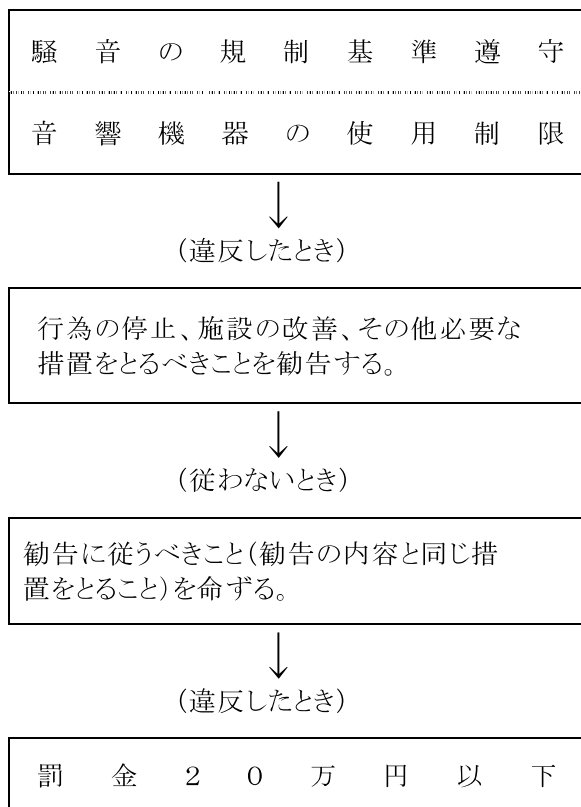 騒音の規制基準遵守
音響機器の使用制限
(違反したとき)
行為の停止、施設の改善、その他必要な
措置をとるべきことを勧告する。
(従わないとき)
勧告に従うべきこと(勧告の内容と同じ措
置をとること)を命ずる。
(違反したとき)
罰金20万円以下